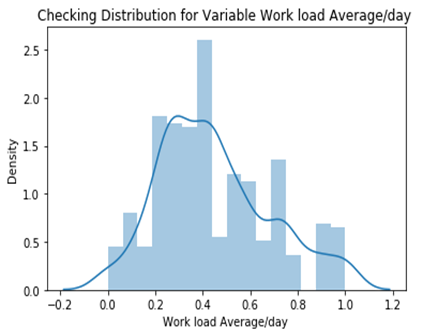 Checking Distribution for Variable Work load Average/day
2.5
2.0
1.5
1.0
0.5
0.0
Density
−0.2 0.0 0.2 0.4 0.6 0.8 1.0 1.2
Work load Average/day